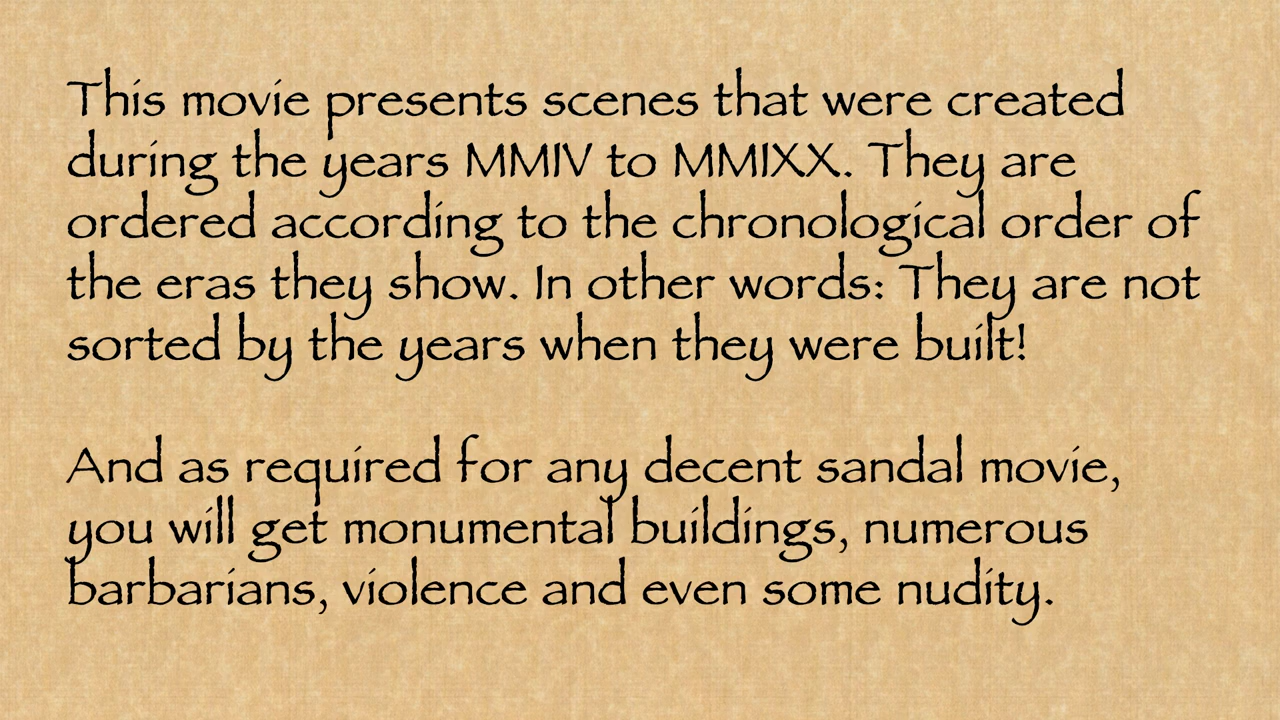 This movie presents scenes that were created
during the years MMIV to MMIXX. They are
ordered according to the chronological order of
the eras they show. In other words: They are not
sorted by the years when they were built!
And as required for any decent sandal movie,
you will get monumental buildings, numerous
barbarians, violence and even some nudity.